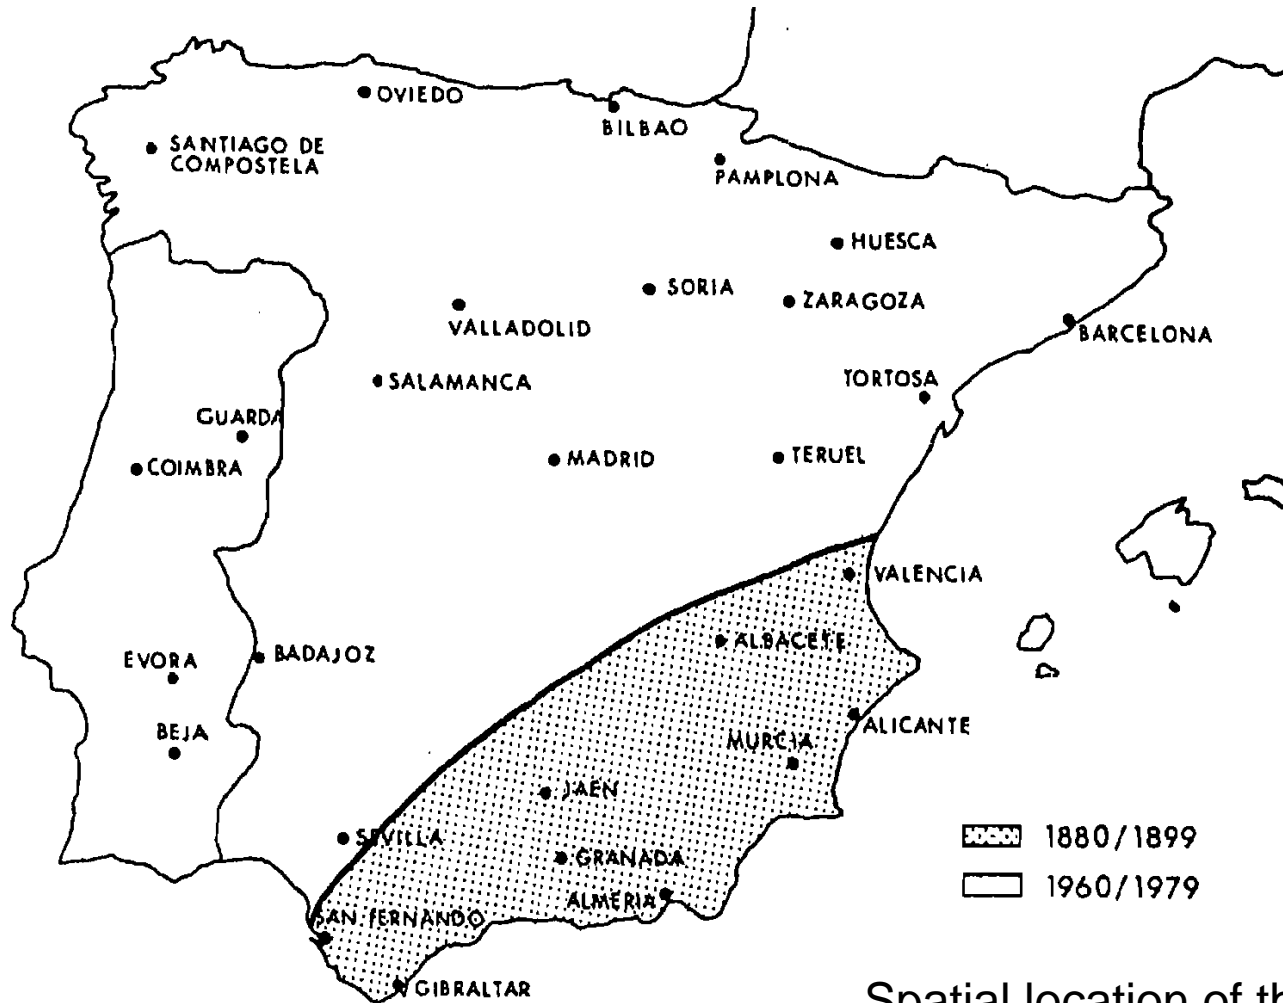 OVIEDO
BILBAO
SANTIAGO DE
COMPOSTELA
PAMPLONA
HUESCA
SORIA
ZARAGOZA
VALLADOLID
BARCELONA
SALAMANCA
TORTOSA
GUARDA
COIMBRA
MADRID
TERUEL
VALENCIA
ALBACETE
EVORA
BADAJOZ
BEJA
ALICANTE
MURCIA
JAEN
SEVILLA
1880/1899
GRANADA
1960/1979
ALMERIA
SAN FERNANDO
GIBRALTAR
Spatial location of th